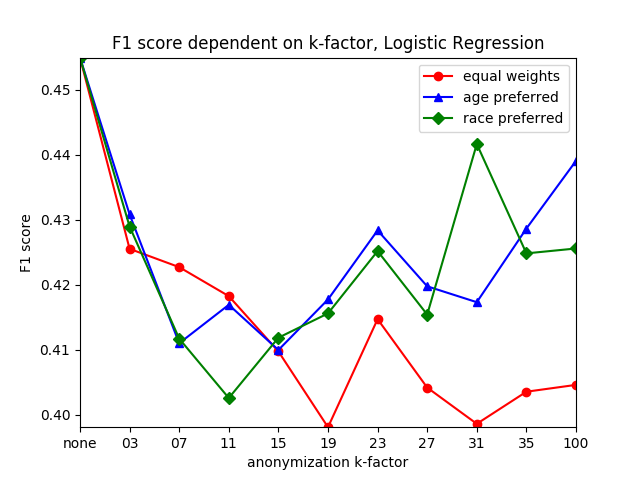 F1 score dependent on k-factor, Logistic Regression
equal weights
age preferred
race preferred
F1 score
0.45
0.44
0.43
0.42
0.41
0.40
none 03 07 11 15 19 23 27 31 35 100
anonymization k-factor